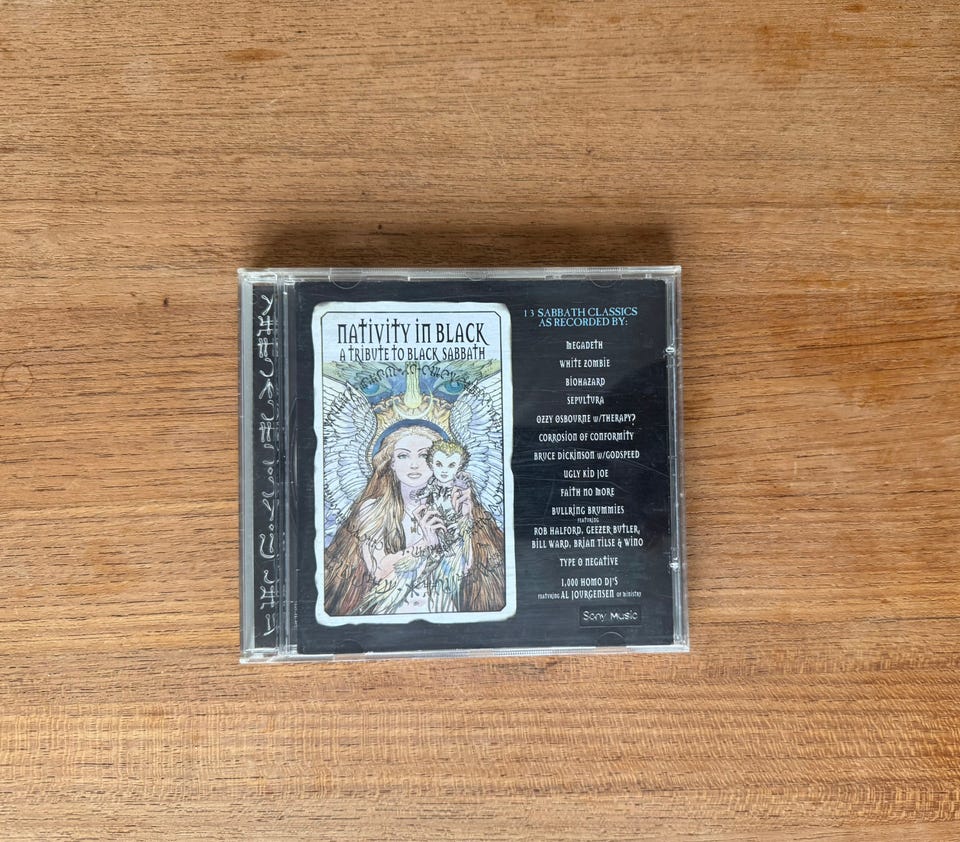 NATIVITY IN BLACK
A TRIBUTE TO BLACK SABBATH
13 SABBATH CLASSICS
AS RECORDED BY:
MEGADETH
WHITE ZOMBIE
BIOHAZARD
SEPULTURA
OZZY OSBOURNE w/THERAPY?
CORROSION OF CONFORMITY
BRUCE DICKINSON w/GODSPEED
UGLY KID JOE
FAITH NO MORE
BULLRING BRUMMIES
FEATURING
ROB HALFORD, GEEZER BUTLER,
BILL WARD, BRIAN TILSE & WINO
TYPE O NEGATIVE
1,000 HOMO DJ'S
FEATURING AL JOURGENSEN OF MINISTRY
Sony Music